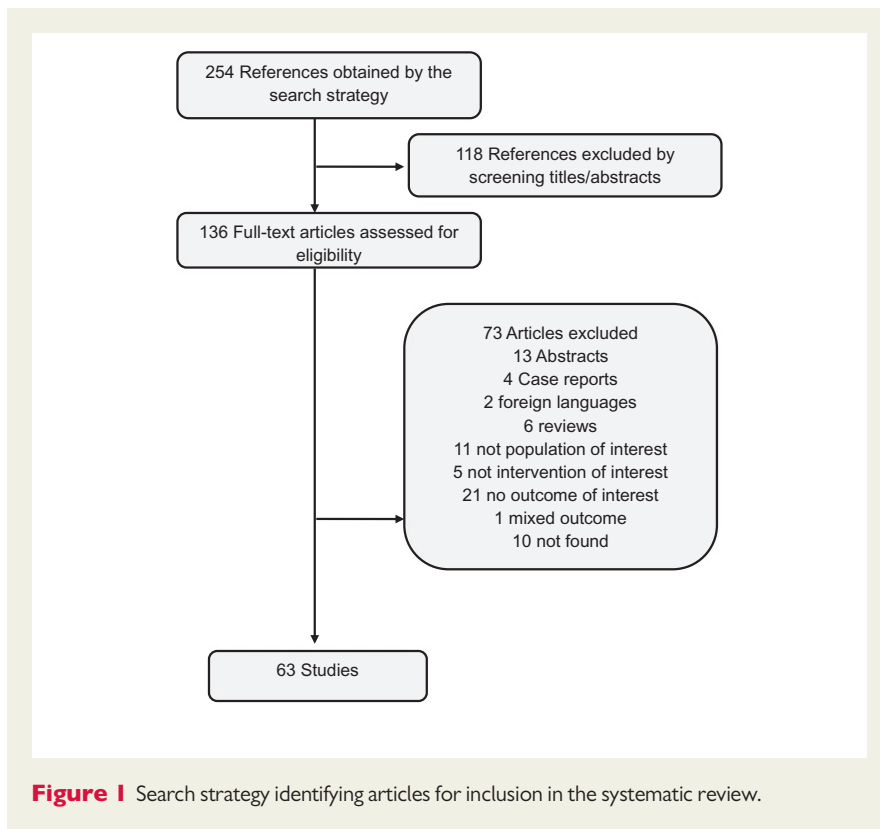 254 References obtained by the
search strategy
118 References excluded by
screening titles/abstracts
136 Full-text articles assessed for
eligibility
73 Articles excluded
13 Abstracts
4 Case reports
2 foreign languages
6 reviews
11 not population of interest
5 not intervention of interest
21 no outcome of interest
1 mixed outcome
10 not found
63 Studies
Figure 1 Search strategy identifying articles for inclusion in the systematic review.